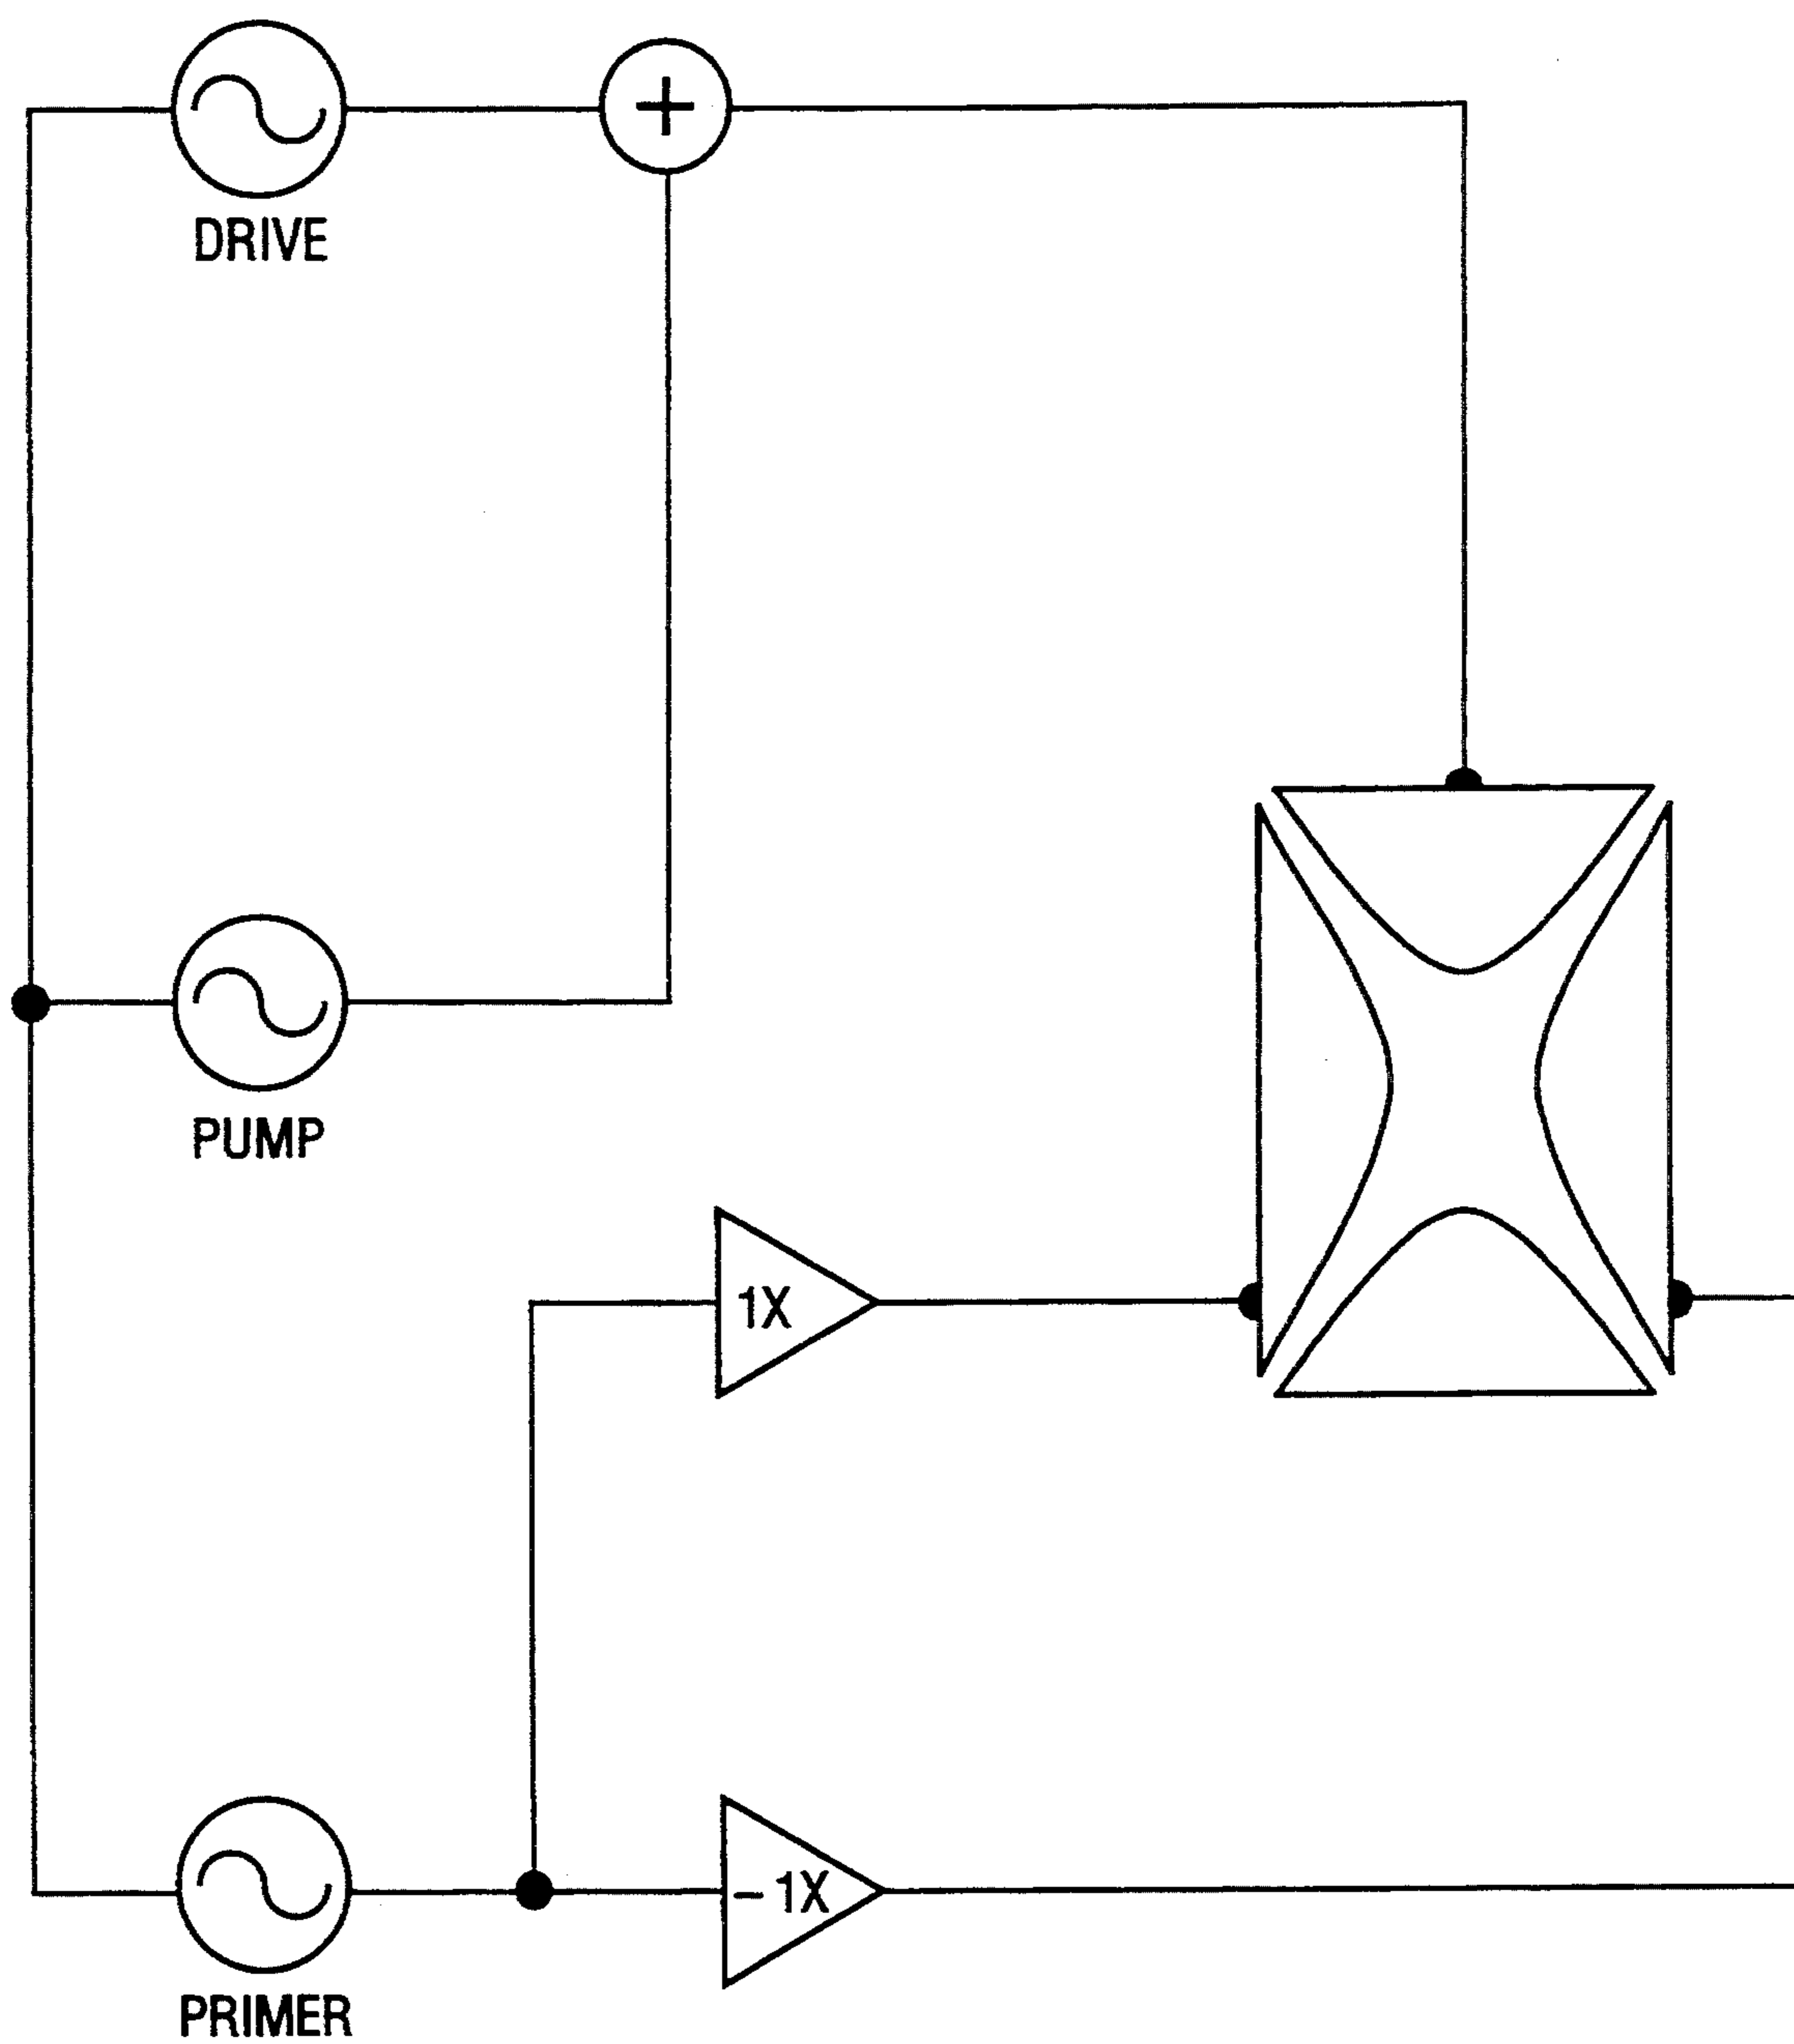 +
DRIVE
PUMP
1X
– 1X
PRIMER